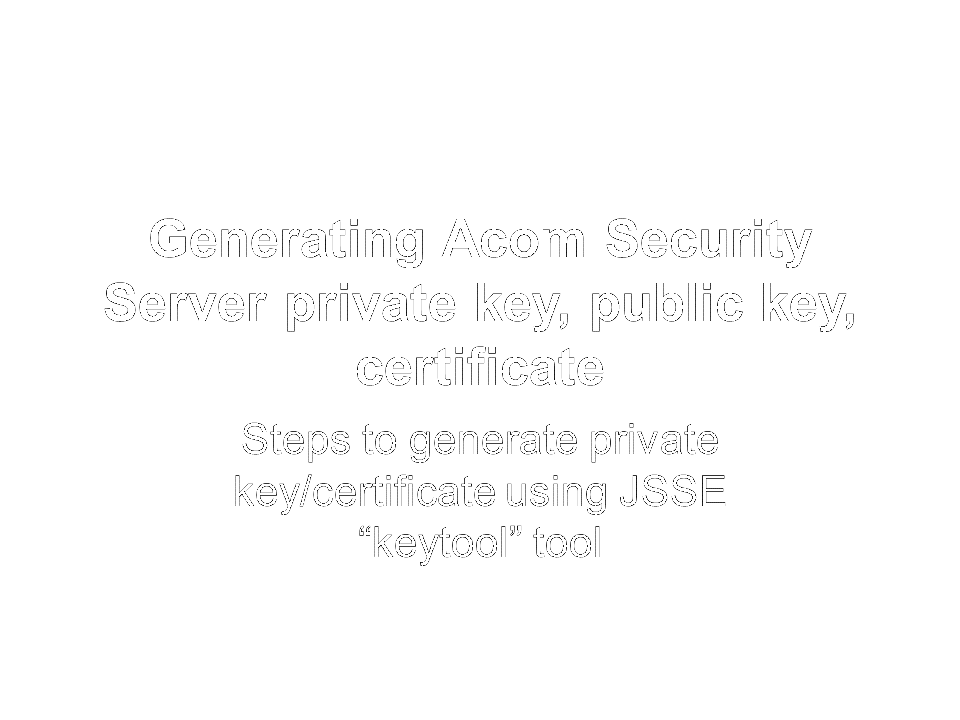 Generating Acom Security
Server private key, public key,
certificate
Steps to generate private
key/certificate using JSSE
“keytool” tool